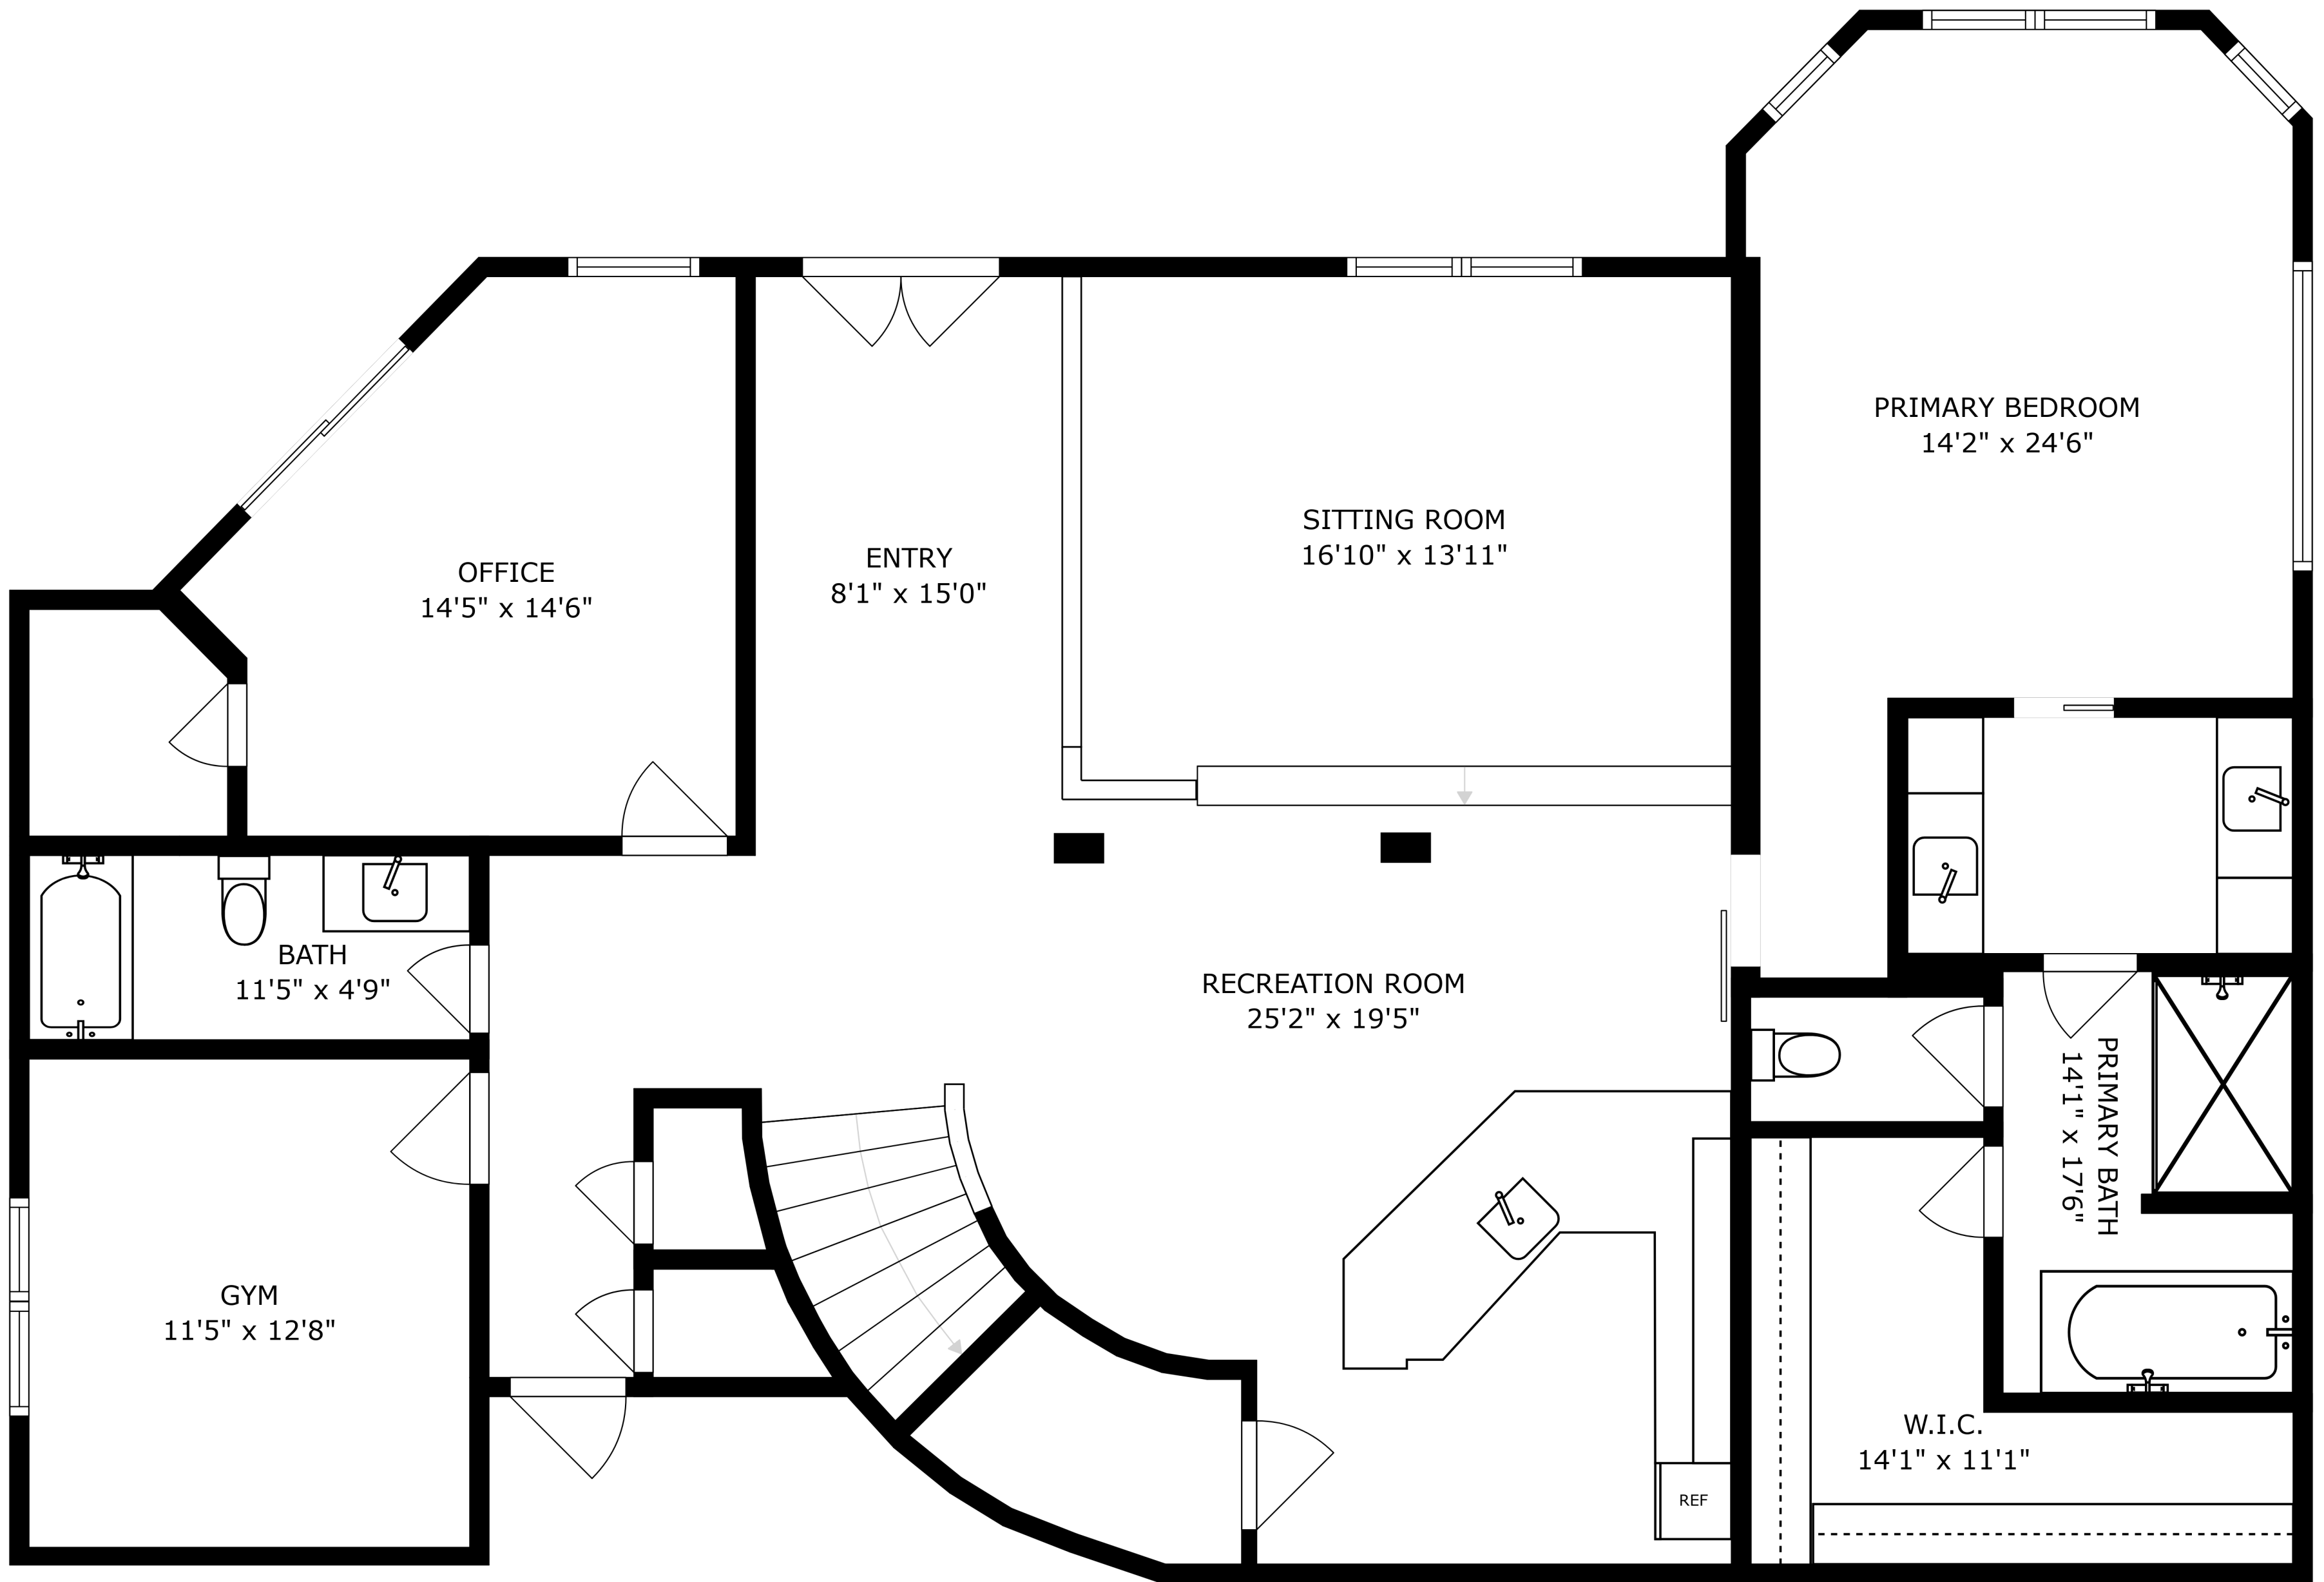 PRIMARY BEDROOM
14'2" x 24'6"
SITTING ROOM
16'10" x 13'11"
ENTRY
8'1" x 15'0"
OFFICE
14'5" x 14'6"
BATH
11'5" x 4'9"
RECREATION ROOM
25'2" x 19'5"
PRIMARY BATH
14'1" x 17'6"
GYM
11'5" x 12'8"
W.I.C.
14'1" x 11'1"
REF